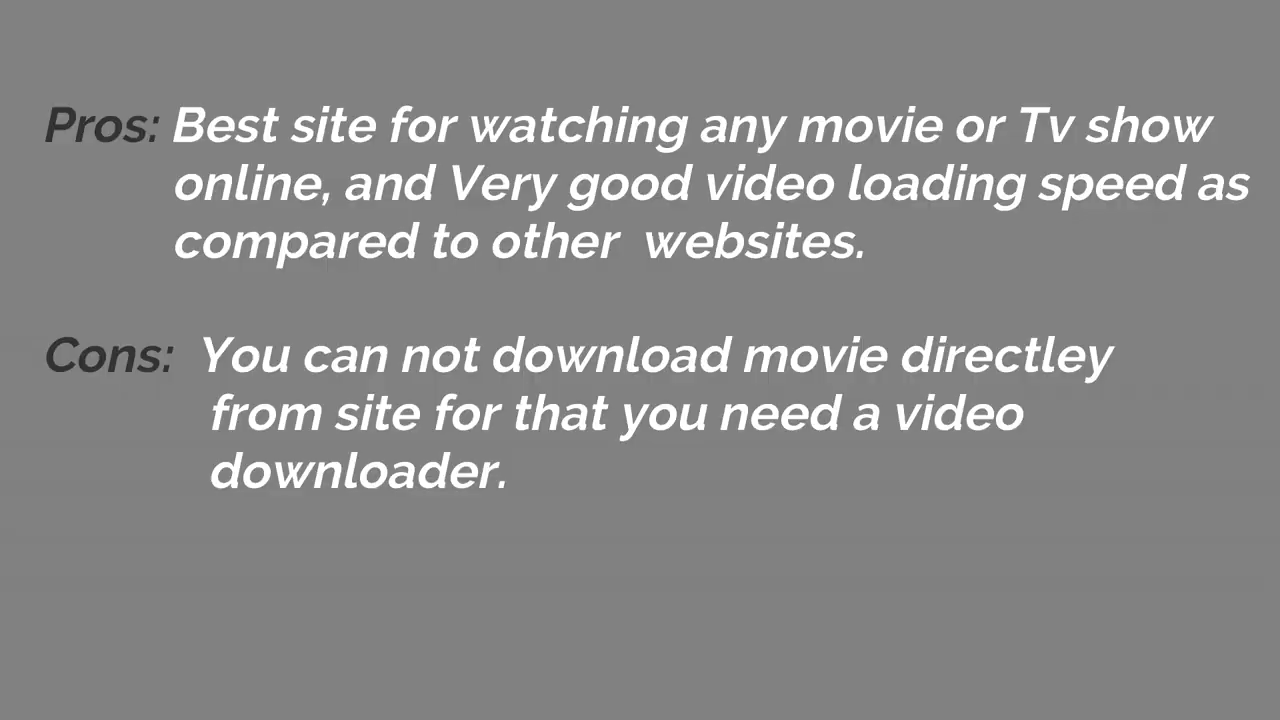 Pros: Best site for watching any movie or Tv show
online, and Very good video loading speed as
compared to other  websites.
Cons:  You can not download movie directley
from site for that you need a video
downloader.